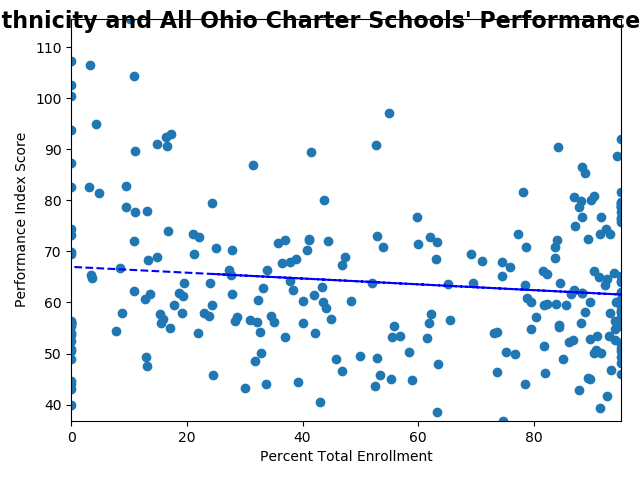 thnicity and All Ohio Charter Schools' Performance
110
100
90
80
70
60
50
40
Performance Index Score
0 20 40 60 80
Percent Total Enrollment